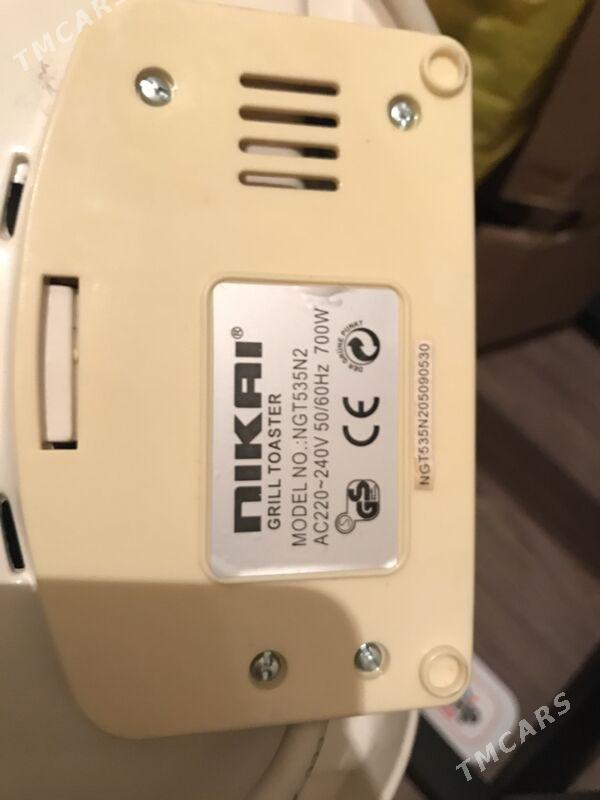 TMCARS
NIKAI®
GRILL TOASTER
MODEL NO.:NGT535N2
AC220~240V 50/60Hz 700W
GS
CE
DER GRÜNE PUNKT
NGT535N205090530
TMCARS